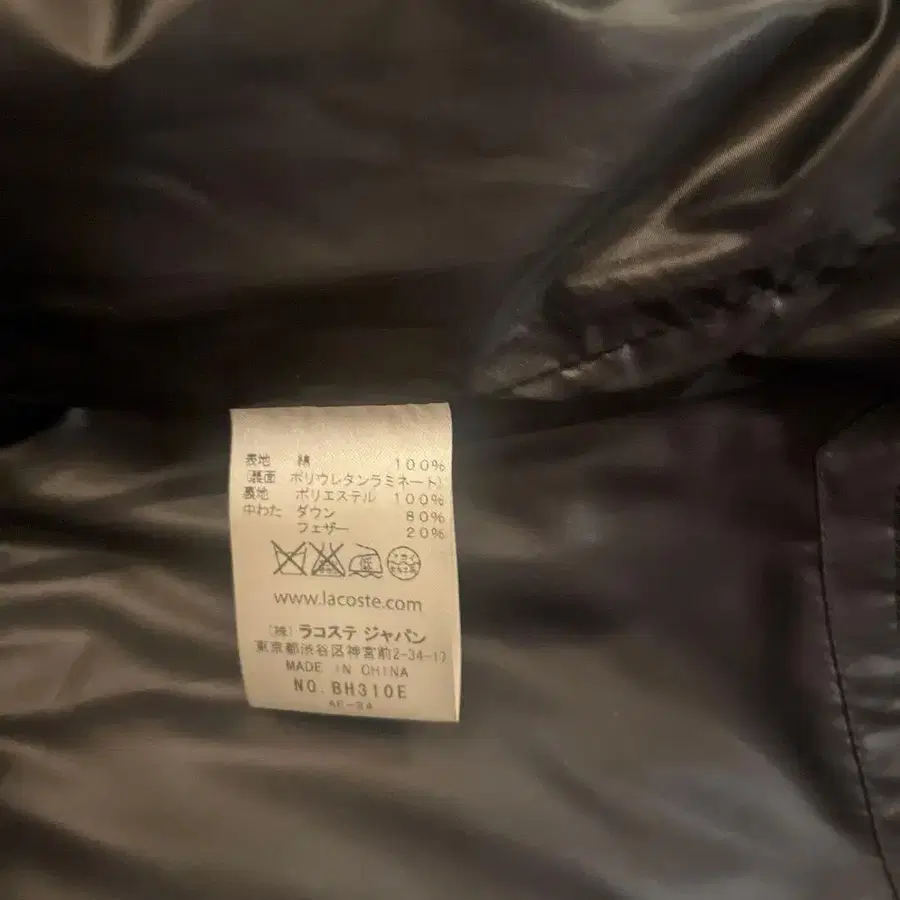 表地 綿 100%
(裏面 ポリウレタンラミネート)
裏地 ポリエステル 100%
中わた ダウン 80%
フェザー 20%
低
www.lacoste.com
(株) ラコステ ジャパン
東京都渋谷区神宮前2-34-17
MADE IN CHINA
NO. BH310E